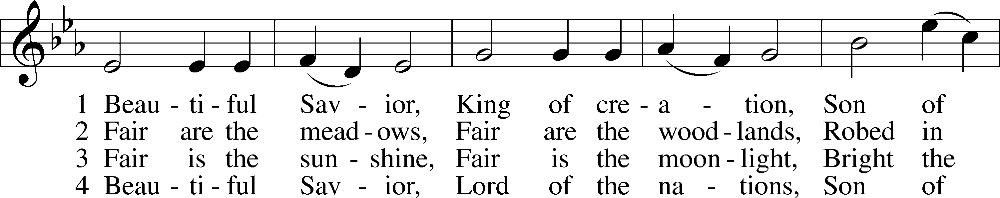 1 Beau - ti - ful Sav - ior, King of cre - a - tion, Son of
2 Fair are the mead - ows, Fair are the wood - lands, Robed in
3 Fair is the sun - shine, Fair is the moon - light, Bright the
4 Beau - ti - ful Sav - ior, Lord of the na - tions, Son of